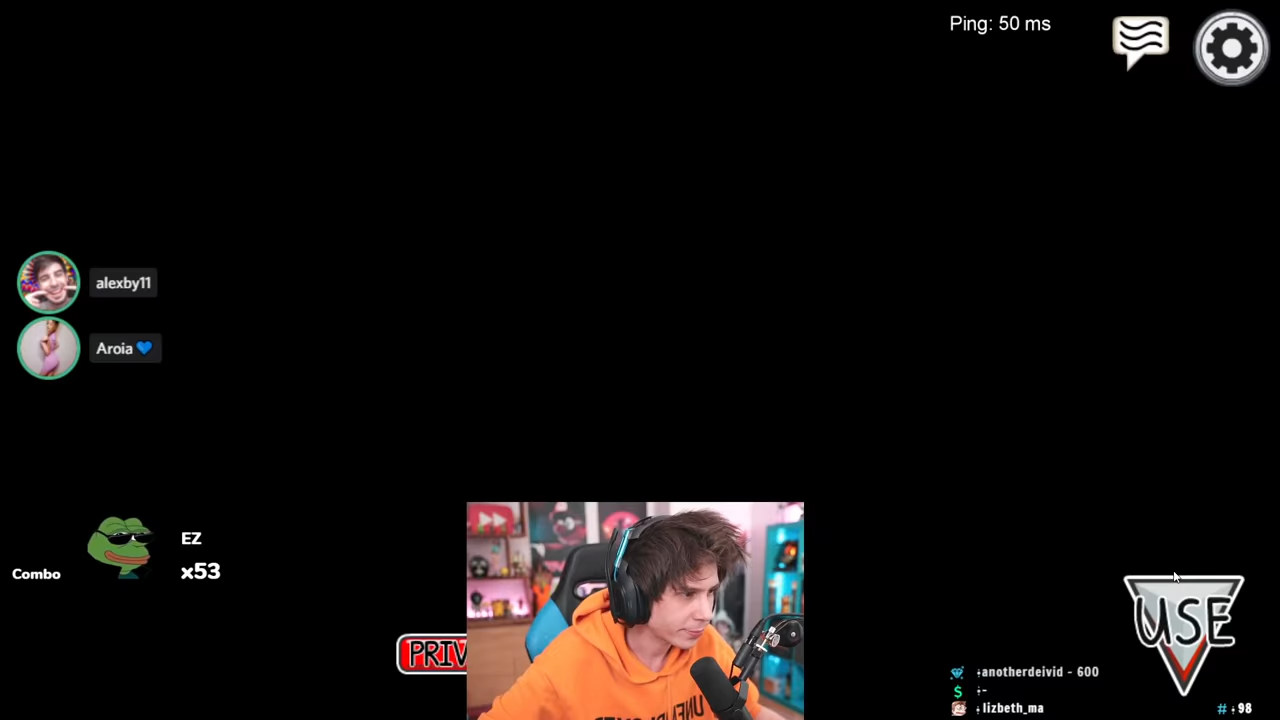 Ping: 50 ms
alexby11
Aroia 💙
EZ
Combo
x53
PRIV
USE
anotherdeivid - 600
-
lizbeth_ma
# 98